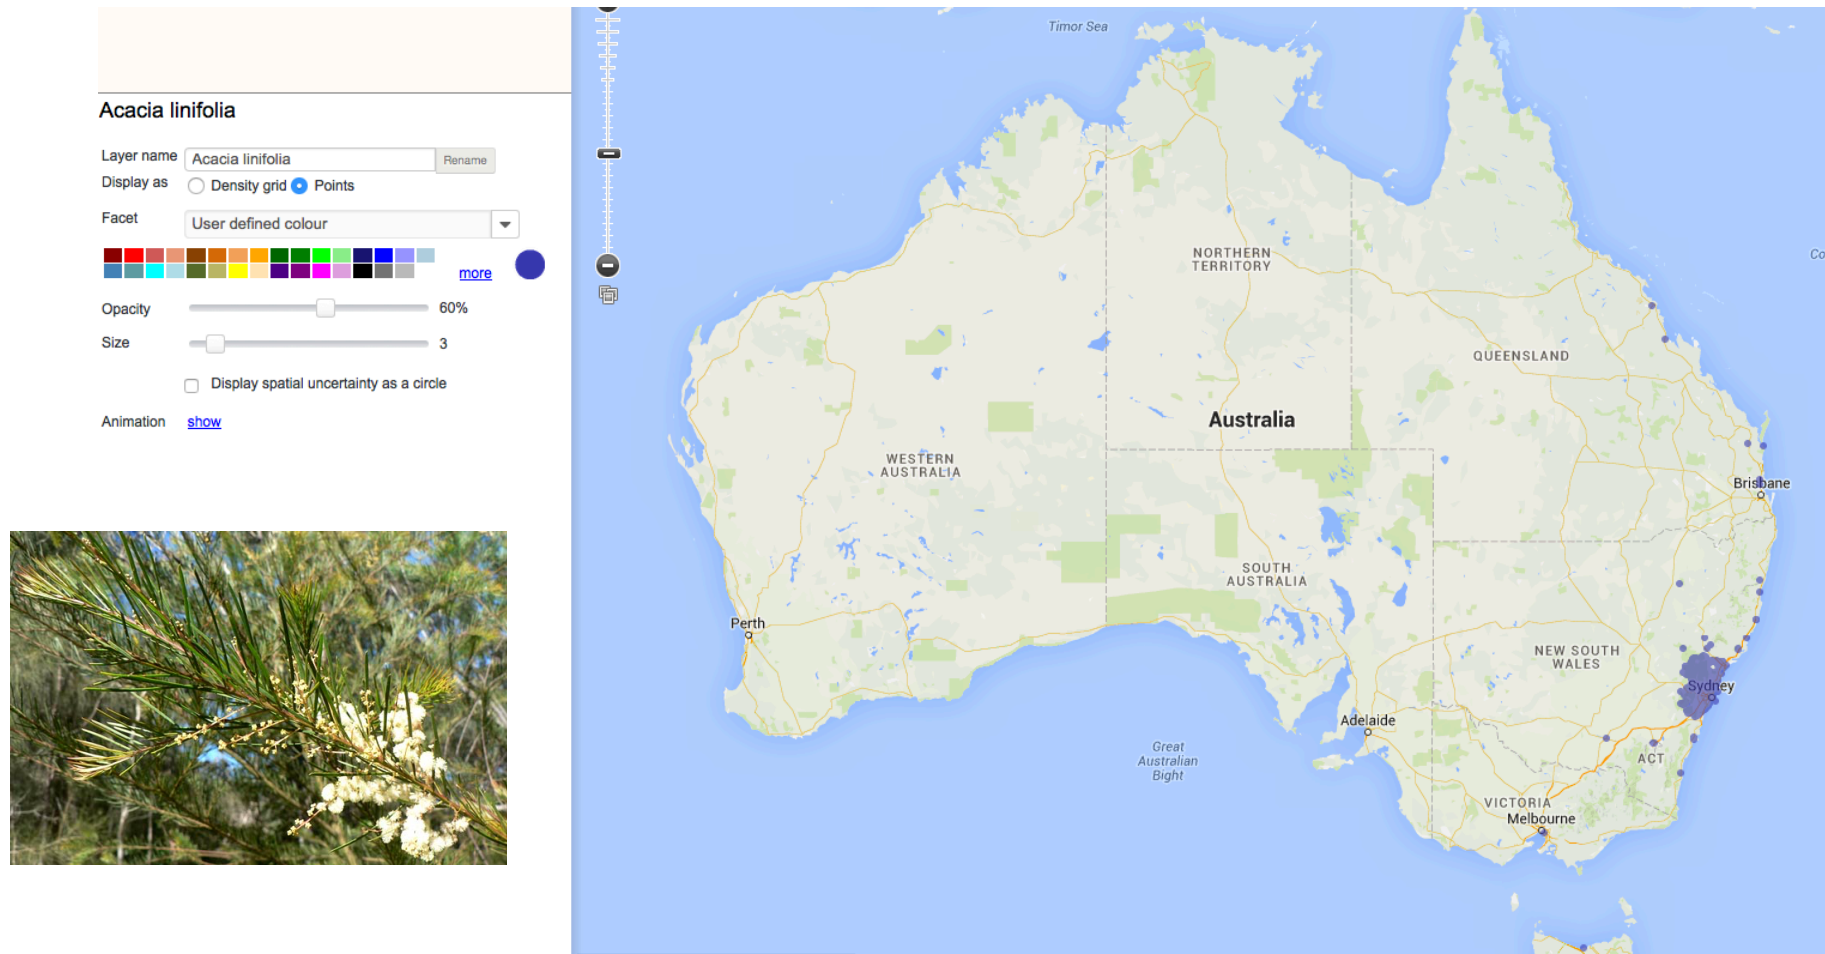 Acacia linifolia
Layer name
Acacia linifolia
Rename
Display as
Density grid
Points
Facet
User defined colour
more
Opacity
60%
Size
3
Display spatial uncertainty as a circle
Animation
show
Timor Sea
Co
NORTHERN
TERRITORY
QUEENSLAND
Australia
WESTERN
AUSTRALIA
Brisbane
SOUTH
AUSTRALIA
Perth
NEW SOUTH
WALES
Sydney
Adelaide
Great
Australian
Bight
ACT
VICTORIA
Melbourne